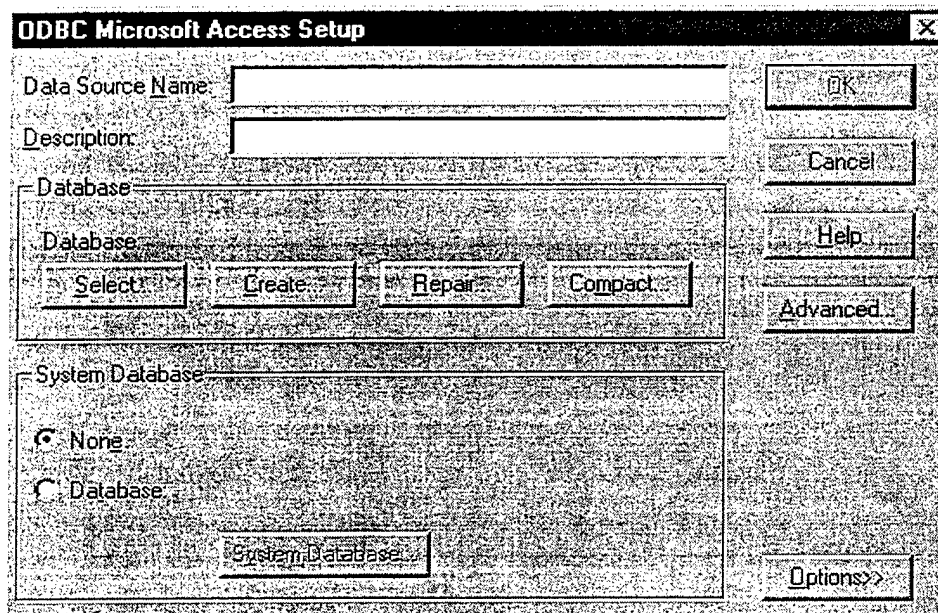 ODBC Microsoft Access Setup
Data Source Name:
OK
Description:
Cancel
Database
Database:
Help
Select...
Create...
Repair...
Compact...
Advanced...
System Database
None
Database:
System Database...
Options>>